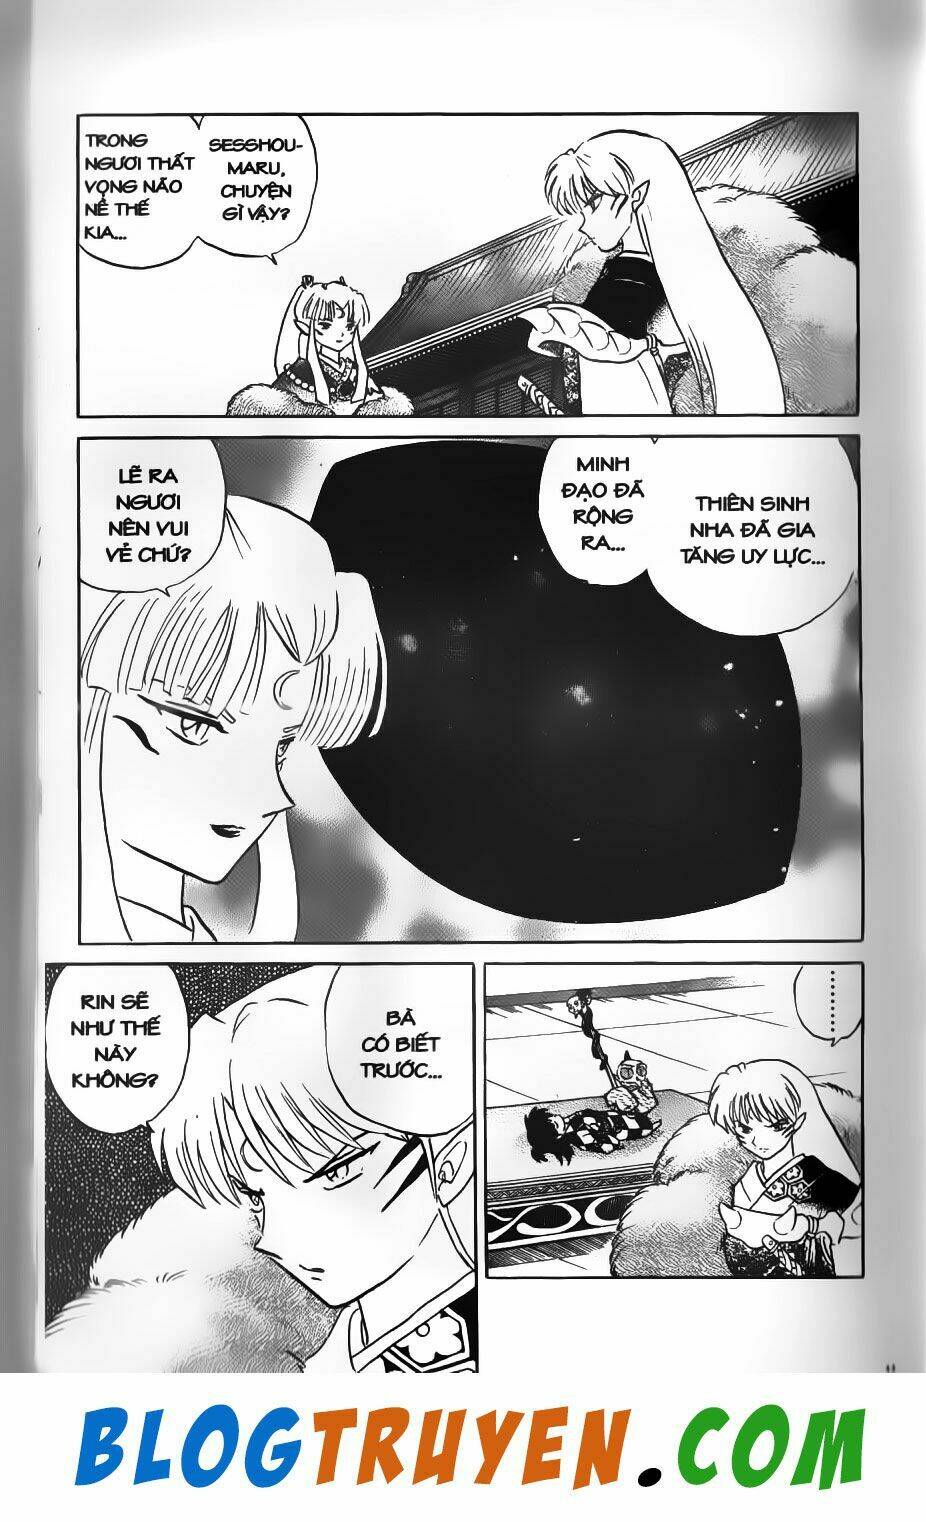 SESSHOU-
MARU,
CHUYỆN
GÌ VẬY?
TRONG
NGƯƠI THẤT
VỌNG NÃO
NỀ THẾ
KIA...
THIÊN SINH
NHA ĐÃ GIA
TĂNG UY LỰC...
MINH
ĐẠO ĐÃ
RỘNG
RA...
LẼ RA
NGƯƠI
NÊN VUI
VẺ CHỨ?
.........
BÀ
CÓ BIẾT
TRƯỚC...
RIN SẼ
NHƯ THẾ
NÀY
KHÔNG?
BLOGTRUYEN.COM